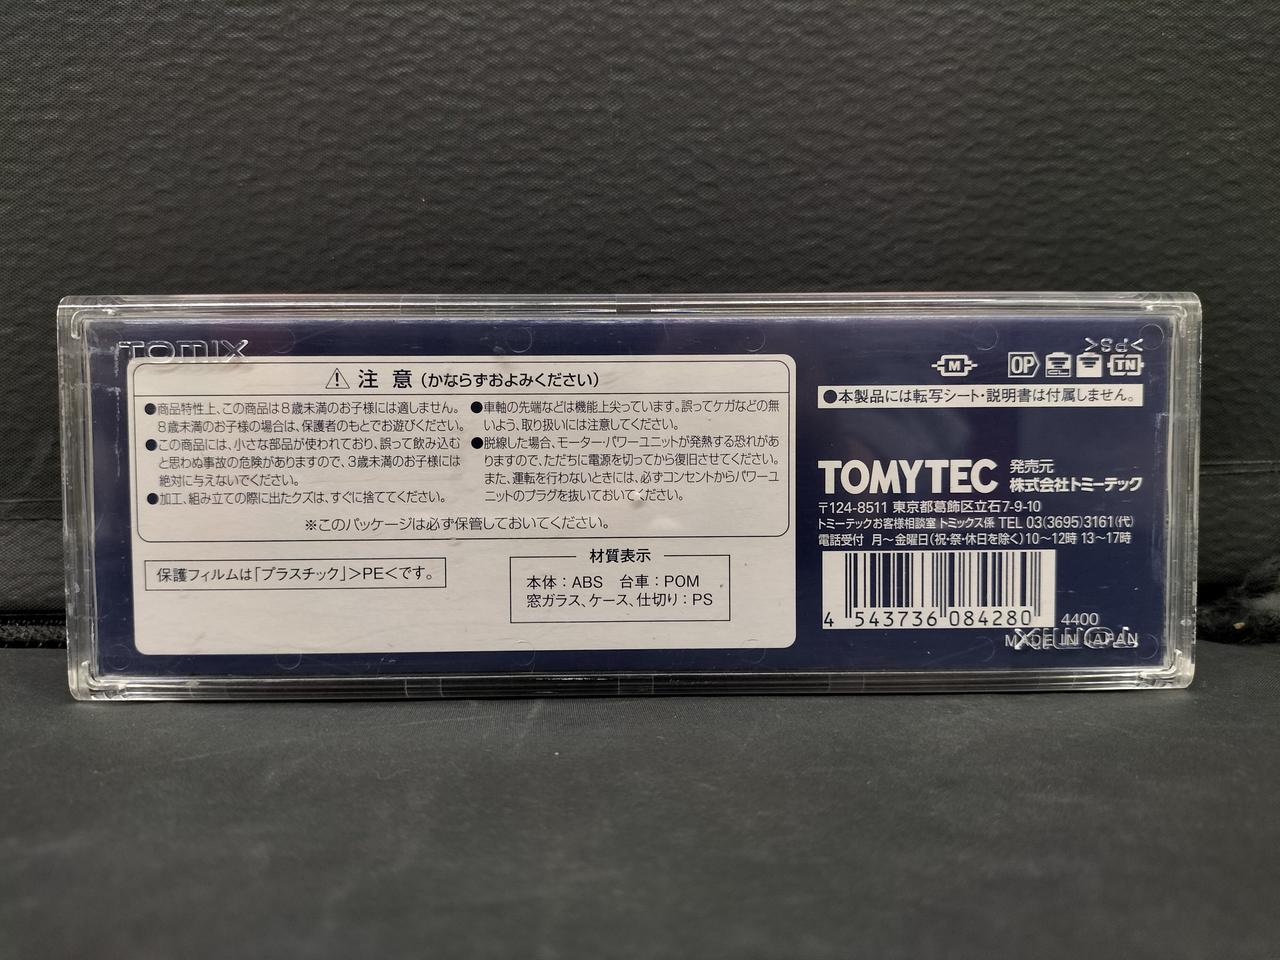 TOMIX
注 意（かならずおよみください）
●商品特性上、この商品は8歳未満のお子様には適しません。
8歳未満のお子様の場合は、保護者のもとでお遊びください。
●この商品には、小さな部品が使われており、誤って飲み込む
と思わぬ事故の危険がありますので、3歳未満のお子様には
絶対に与えないでください。
●加工、組み立ての際に出たクズは、すぐに捨ててください。
●車軸の先端などは機能上尖っています。誤ってケガなどの無
いよう、取り扱いには注意してください。
●脱線した場合、モーター・パワーユニットが発熱する恐れがあ
りますので、ただちに電源を切ってから復旧させてください。
また、運転を行わないときには、必ずコンセントからパワーユ
ニットのプラグを抜いておいてください。
※このパッケージは必ず保管しておいてください。
保護フィルムは「プラスチック」>PE<です。
材質表示
本体：ABS 台車：POM
窓ガラス、ケース、仕切り：PS
>PS<
M OP CL TN
●本製品には転写シート・説明書は付属しません。
TOMYTEC 発売元
株式会社トミーテック
〒124-8511 東京都葛飾区立石7-9-10
トミーテックお客様相談室 トミックス係 TEL 03(3695)3161(代)
電話受付 月～金曜日(祝・祭・休日を除く)10～12時 13～17時
4 543736 084280
4400
MADE IN JAPAN
TOMIX